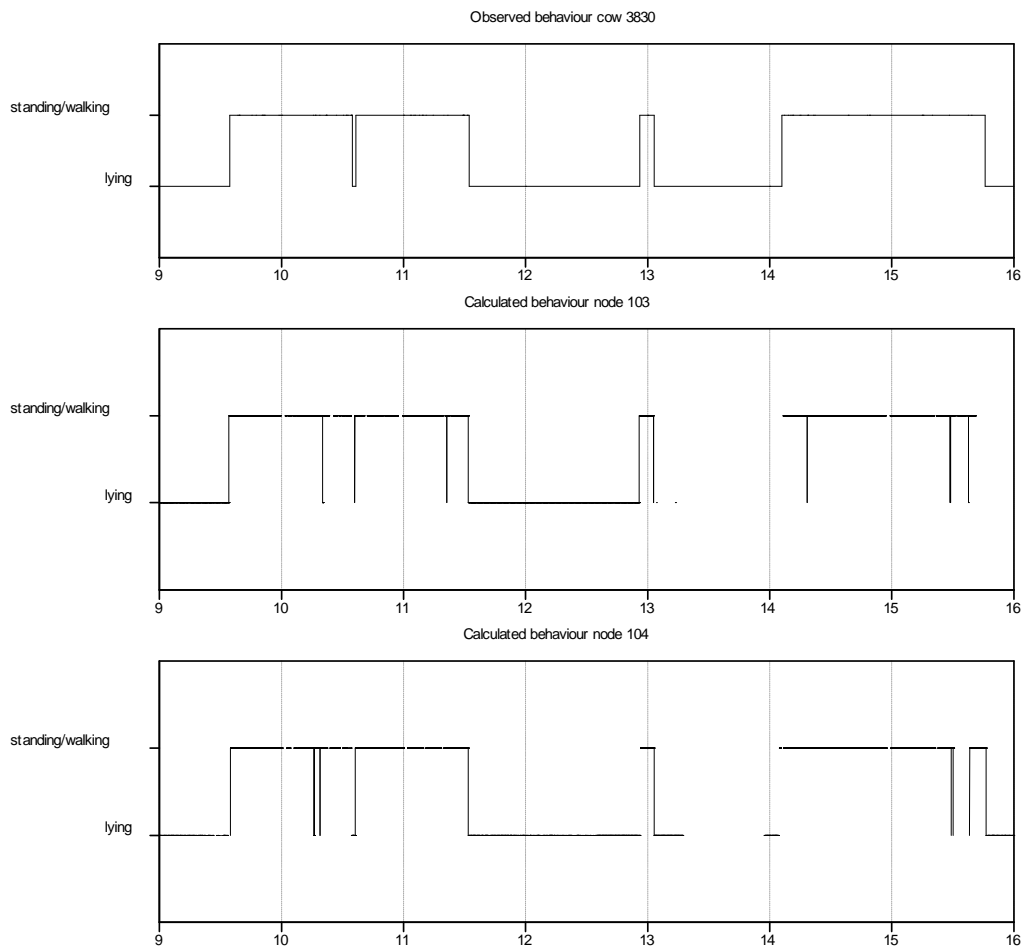 Observed behaviour cow 3830
standing/walking
lying
9 10 11 12 13 14 15 16
Calculated behaviour node 103
standing/walking
lying
9 10 11 12 13 14 15 16
Calculated behaviour node 104
standing/walking
lying
9 10 11 12 13 14 15 16